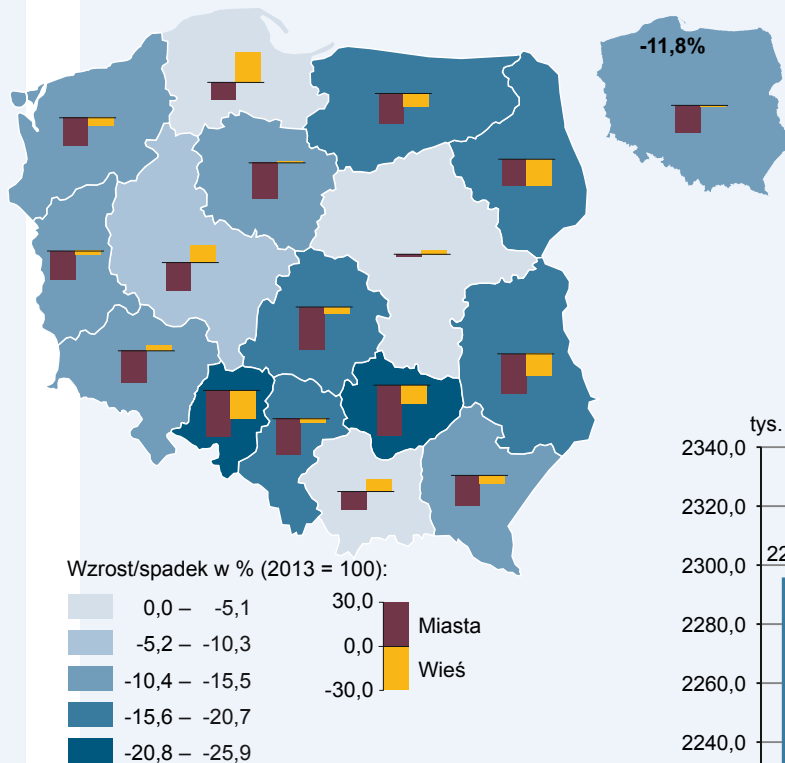 -11,8%
Wzrost/spadek w % (2013 = 100):
0,0 – -5,1
-5,2 – -10,3
-10,4 – -15,5
-15,6 – -20,7
-20,8 – -25,9
30,0
0,0
-30,0
Miasta
Wieś
tys.
2340,0
2320,0
2300,0
2280,0
2260,0
2240,0